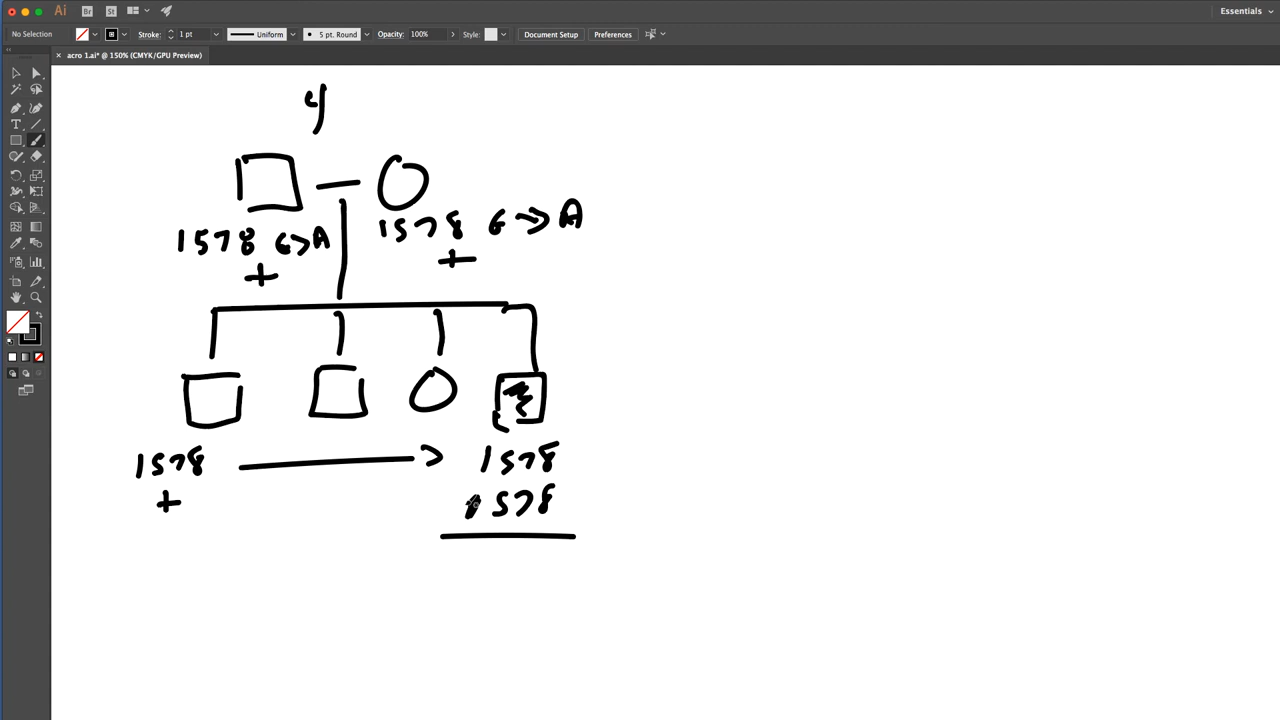 Ai Br St Essentials
No Selection Stroke: 1 pt Uniform 5 pt. Round Opacity: 100% Style: Document Setup Preferences
× acro 1.ai* @ 150% (CMYK/GPU Preview)
4
1578 G>A
+
1578 G → A
+
1578
+
1578
1578